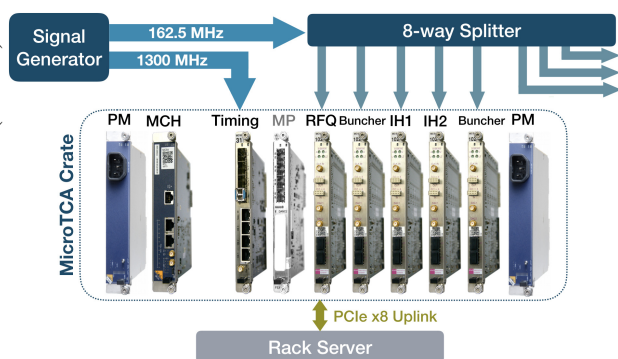 Signal
Generator
162.5 MHz
1300 MHz
8-way Splitter
PM MCH Timing MP RFQ Buncher IH1 IH2 Buncher PM
MicroTCA Crate
PCIe x8 Uplink
Rack Server